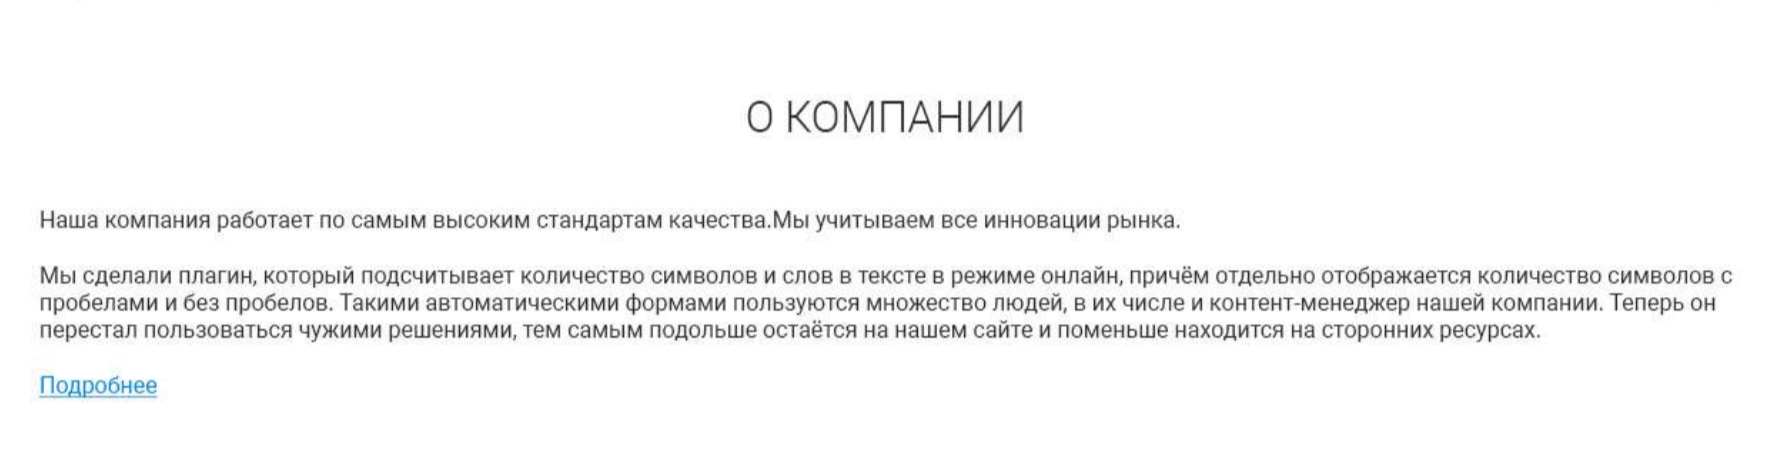 О КОМПАНИИ
Наша компания работает по самым высоким стандартам качества.Мы учитываем все инновации рынка.
Мы сделали плагин, который подсчитывает количество символов и слов в тексте в режиме онлайн, причём отдельно отображается количество символов с
пробелами и без пробелов. Такими автоматическими формами пользуются множество людей, в их числе и контент-менеджер нашей компании. Теперь он
перестал пользоваться чужими решениями, тем самым подольше остаётся на нашем сайте и поменьше находится на сторонних ресурсах.
Подробнее